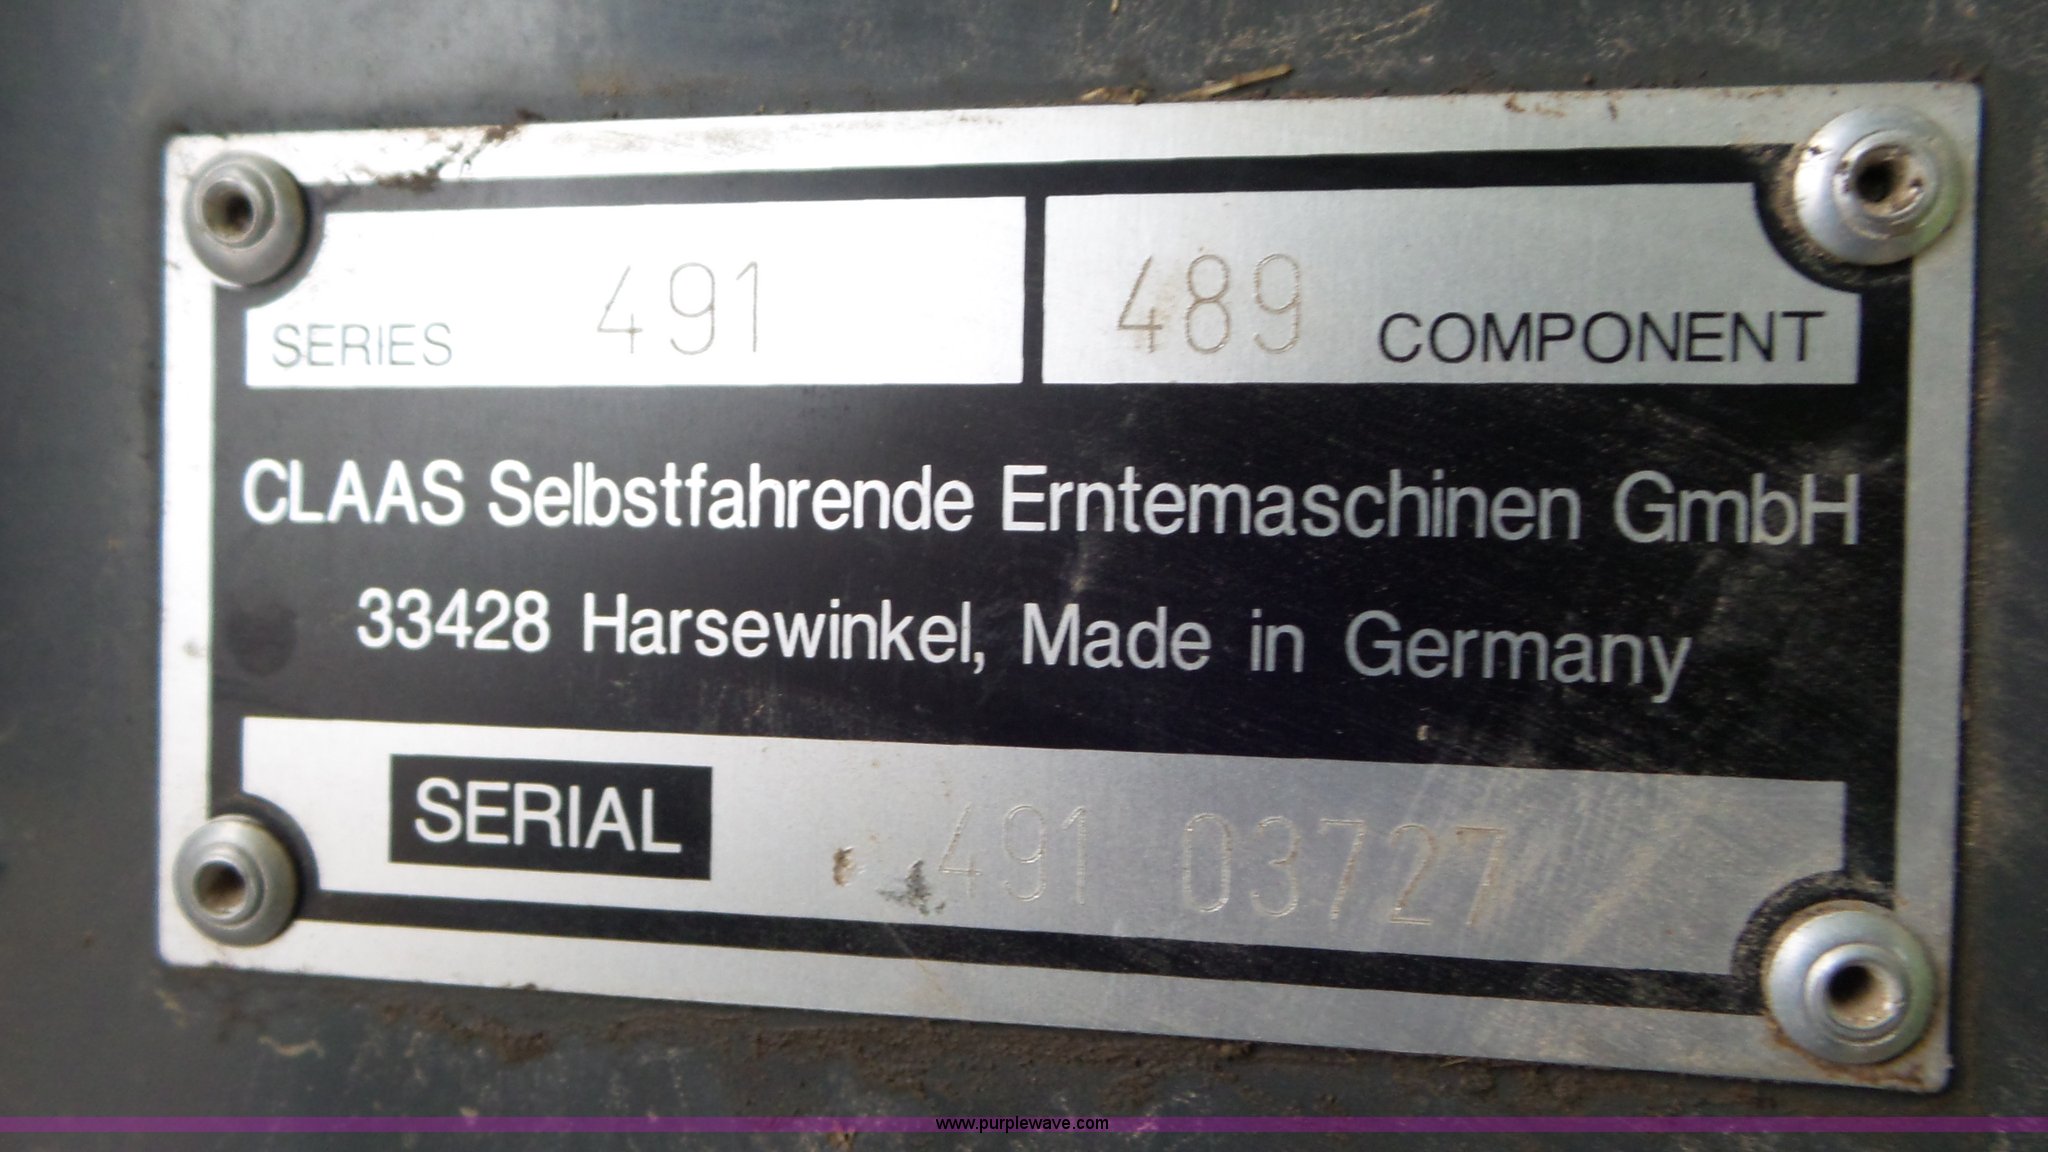 SERIES 491 489 COMPONENT
CLAAS Selbstfahrende Erntemaschinen GmbH
33428 Harsewinkel, Made in Germany
SERIAL 491 03727
www.purplewave.com